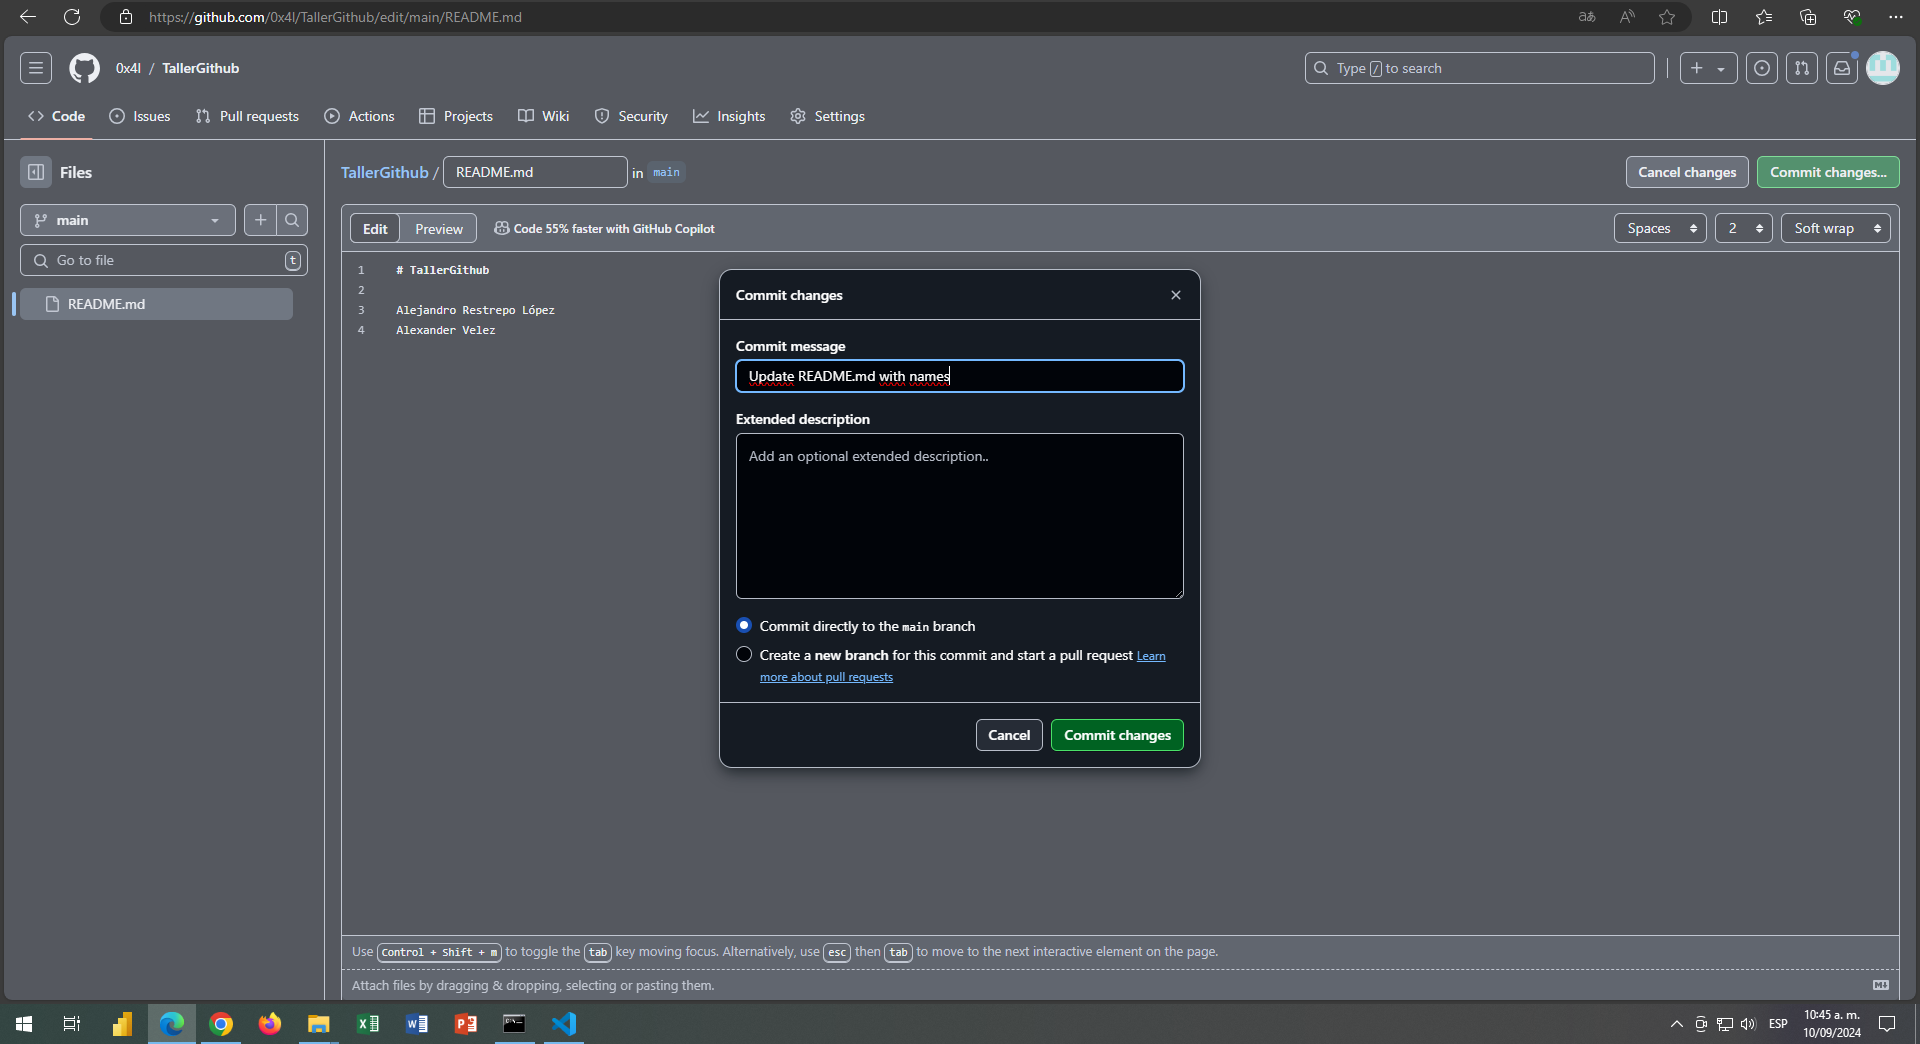 https://github.com/0x4l/TallerGithub/edit/main/README.md
0x4l / TallerGithub
Type / to search
Code
Issues
Pull requests
Actions
Projects
Wiki
Security
Insights
Settings
Files
TallerGithub / README.md in main
Cancel changes
Commit changes...
main
Go to file
t
README.md
Edit
Preview
Code 55% faster with GitHub Copilot
Spaces
2
Soft wrap
1 # TallerGithub
2
3 Alejandro Restrepo López
4 Alexander Velez
Commit changes
Commit message
Update README.md with names
Extended description
Add an optional extended description..
Commit directly to the main branch
Create a new branch for this commit and start a pull request Learn
more about pull requests
Cancel
Commit changes
Use Control + Shift + m to toggle the tab key moving focus. Alternatively, use esc then tab to move to the next interactive element on the page.
Attach files by dragging & dropping, selecting or pasting them.
ESP
10:45 a. m.
10/09/2024